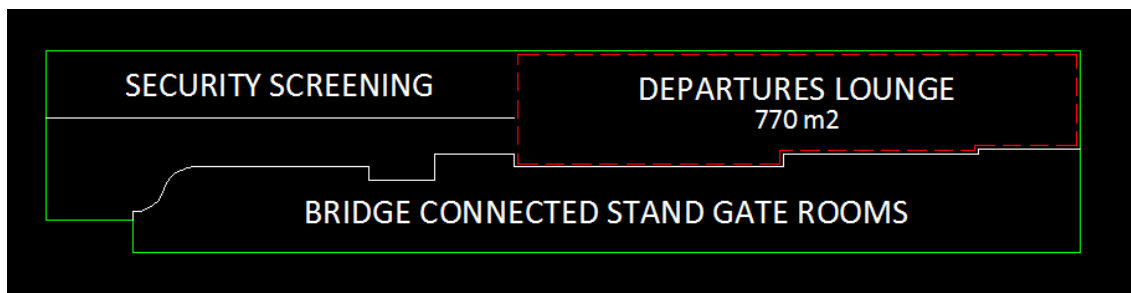 SECURITY SCREENING
DEPARTURES LOUNGE
770 m2
BRIDGE CONNECTED STAND GATE ROOMS